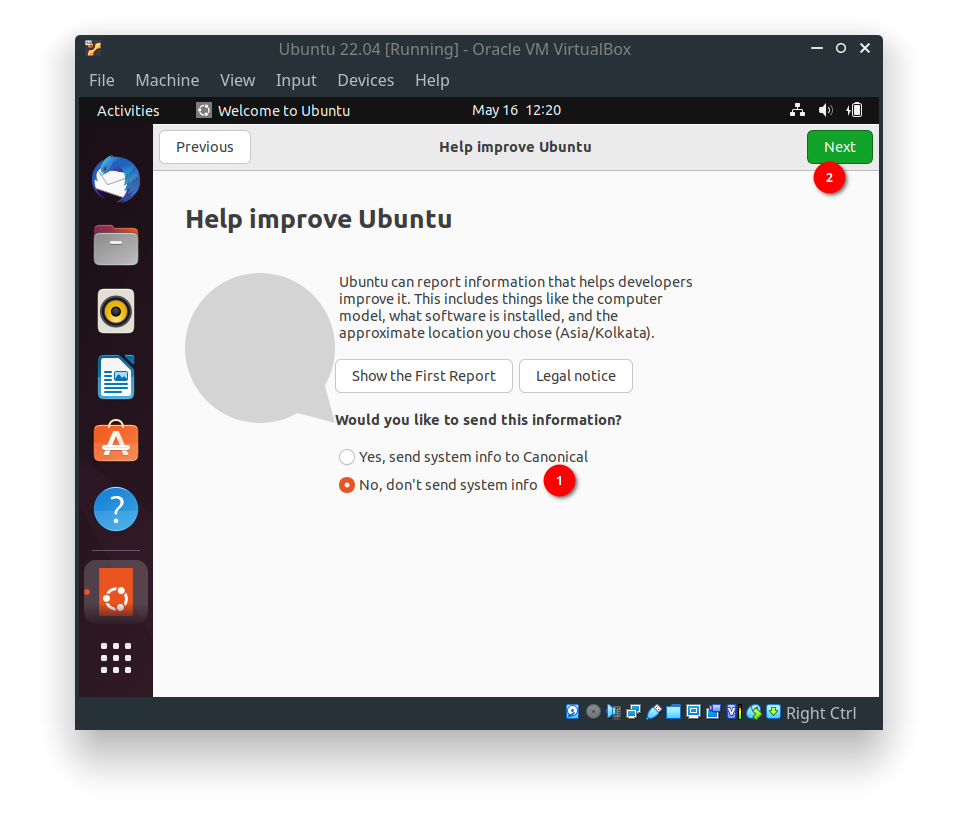 Ubuntu 22.04 [Running] - Oracle VM VirtualBox
File Machine View Input Devices Help
Activities Welcome to Ubuntu May 16 12:20
Previous Help improve Ubuntu Next
2
Help improve Ubuntu
Ubuntu can report information that helps developers
improve it. This includes things like the computer
model, what software is installed, and the
approximate location you chose (Asia/Kolkata).
Show the First Report Legal notice
Would you like to send this information?
Yes, send system info to Canonical
No, don't send system info 1
?
Right Ctrl